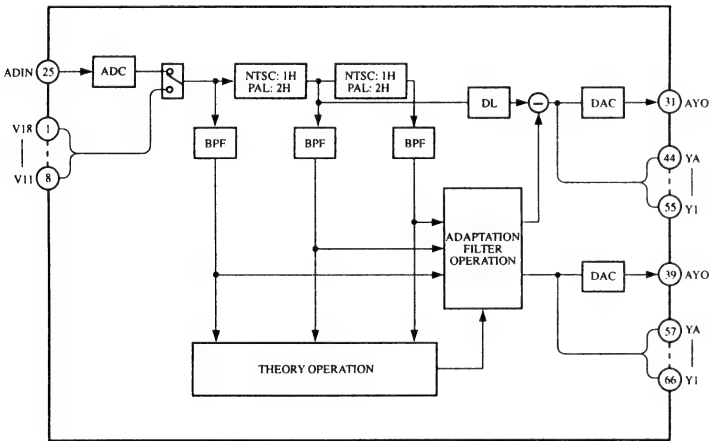 ADIN 25
ADC
NTSC: 1H
PAL: 2H
NTSC: 1H
PAL: 2H
DL
DAC
31 AYO
V18 1
V11 8
BPF
BPF
BPF
44 YA
55 Y1
ADAPTATION
FILTER
OPERATION
DAC
39 AYO
57 YA
66 Y1
THEORY OPERATION